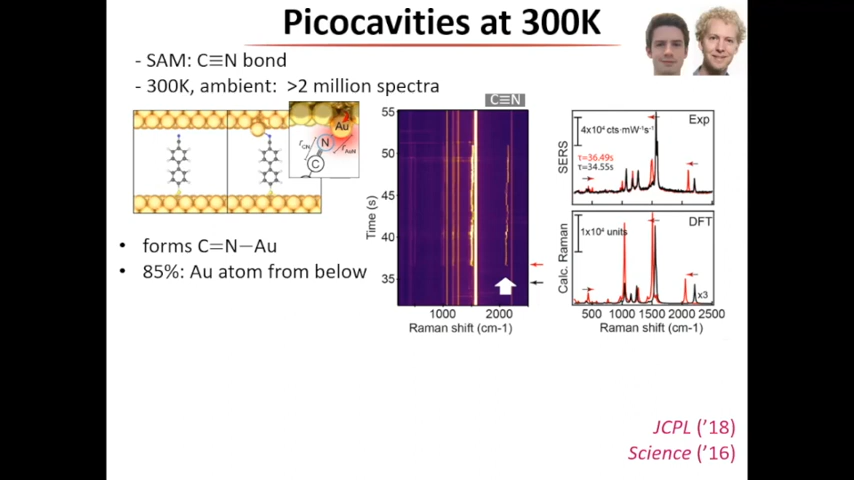 Picocavities at 300K
- SAM: C≡N bond
- 300K, ambient: >2 million spectra
Au
N
C
r_CN
r_AuN
• forms C=N−Au
• 85%: Au atom from below
C≡N
55
50
45
40
35
Time (s)
1000 2000
Raman shift (cm-1)
Exp
4x10⁴ cts·mW⁻¹s⁻¹
τ=36.49s
τ=34.55s
SERS
DFT
1x10⁴ units
x3
Calc. Raman
500 1000 1500 2000 2500
Raman shift (cm-1)
JCPL ('18)
Science ('16)